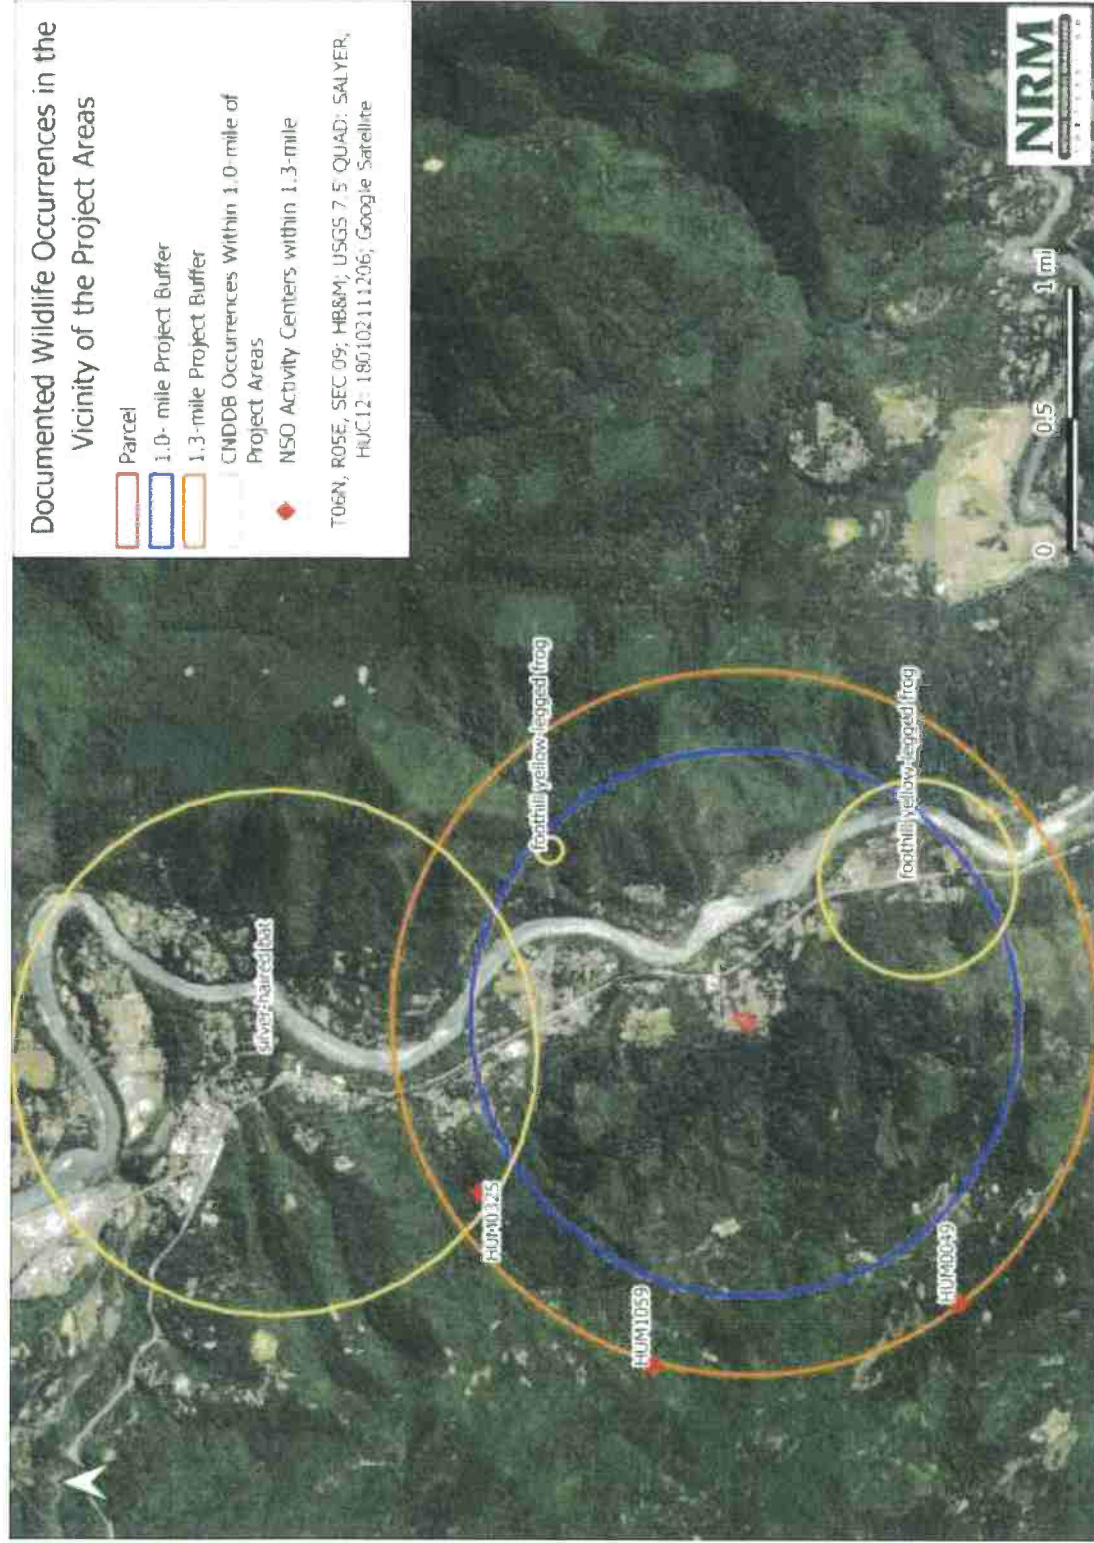 Documented Wildlife Occurrences in the
Vicinity of the Project Areas
Parcel
1.0- mile Project Buffer
1.3-mile Project Buffer
CNDDB Occurrences Within 1.0-mile of
Project Areas
NSO Activity Centers within 1.3-mile
T06N, R05E, SEC 09; HB&M; USGS 7.5' QUAD: SALYER,
HUC12: 180102111206; Google Satellite
silver-haired bat
foothill yellow-legged frog
foothill yellow-legged frog
HUM0325
HUM1059
HUM0049
0 0.5 1 mi
NRM